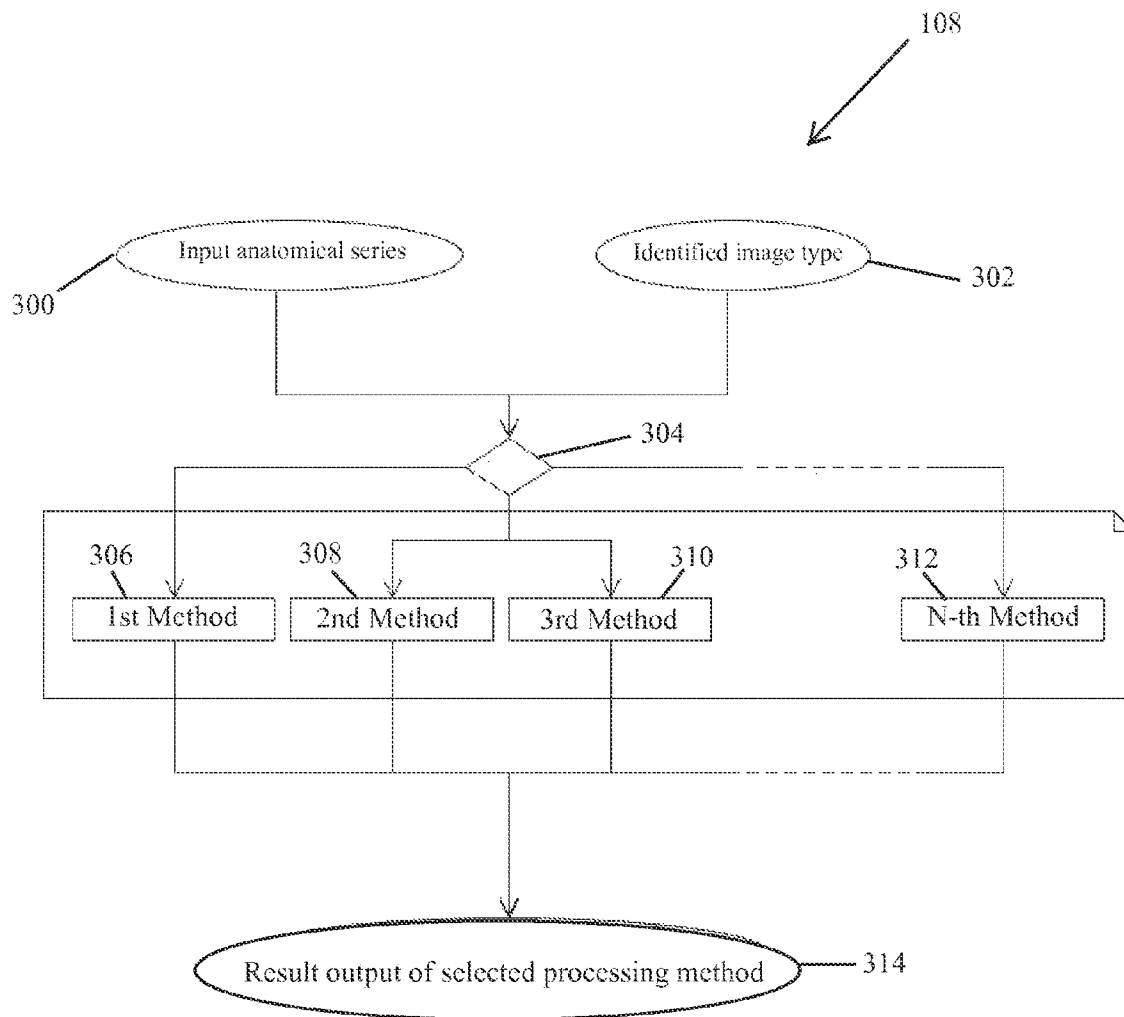 108
Input anatomical series
Identified image type
300
302
304
306
308
310
312
1st Method
2nd Method
3rd Method
N-th Method
Result output of selected processing method
314